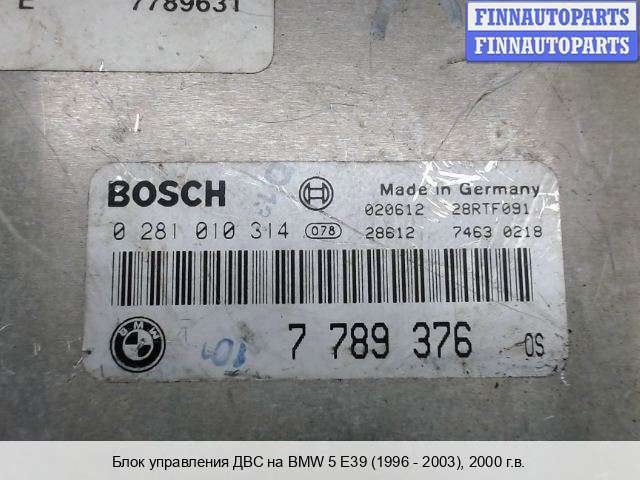 E 7789631
FINNAUTOPARTS
FINNAUTOPARTS
BOSCH
Made in Germany
020612 28RTF091
0 281 010 314 078 28612 7463 0218
BMW
7 789 376 OS
Блок управления ДВС на BMW 5 E39 (1996 - 2003), 2000 г.в.